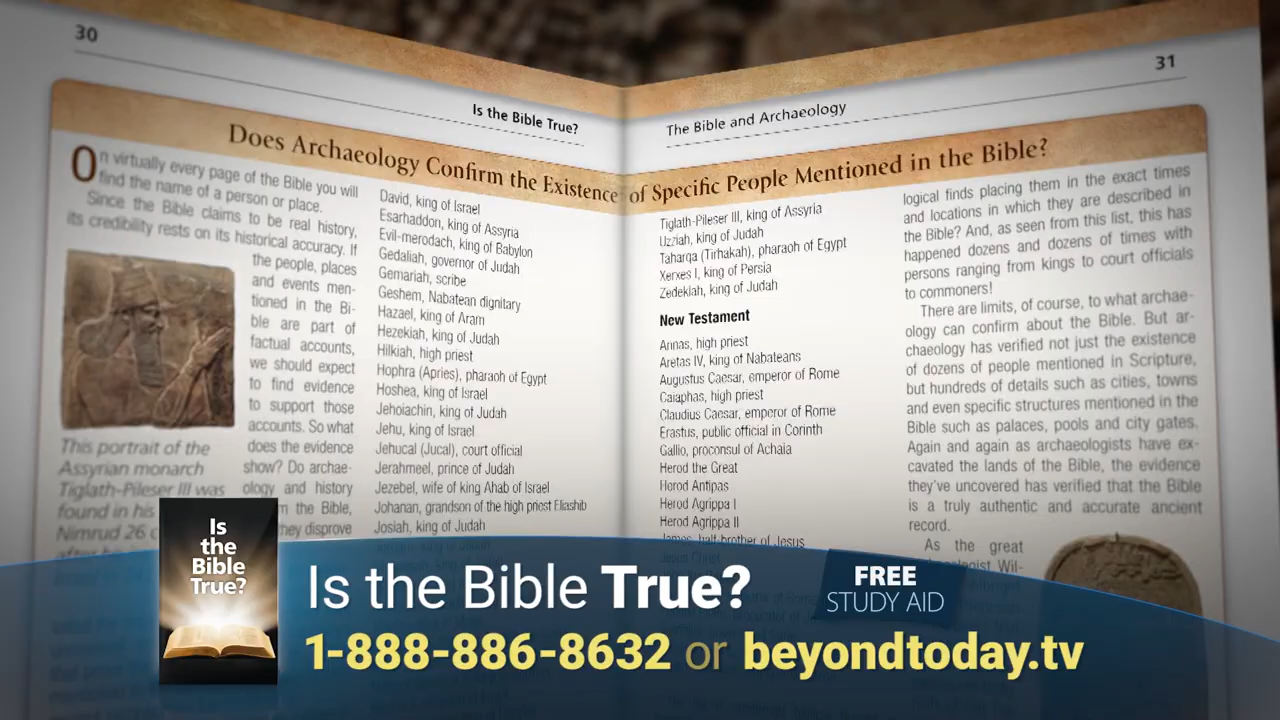 30
Is the Bible True?
Does Archaeology Confirm the Existence
On virtually every page of the Bible you will
find the name of a person or place.
Since the Bible claims to be real history,
its credibility rests on its historical accuracy. If
the people, places
and events men-
tioned in the Bi-
ble are part of
factual accounts,
we should expect
to find evidence
to support those
accounts. So what
does the evidence
show? Do archae-
ology and history
m the Bible,
they disprove
This portrait of the
Assyrian monarch
Tiglath-Pileser III was
found in his
Nimrud 26 c
David, king of Israel
Esarhaddon, king of Assyria
Evil-merodach, king of Babylon
Gedaliah, governor of Judah
Gemariah, scribe
Geshem, Nabatean dignitary
Hazael, king of Aram
Hezekiah, king of Judah
Hilkiah, high priest
Hophra (Apries), pharaoh of Egypt
Hoshea, king of Israel
Jehoiachin, king of Judah
Jehu, king of Israel
Jehucal (Jucal), court official
Jerahmeel, prince of Judah
Jezebel, wife of king Ahab of Israel
Johanan, grandson of the high priest Eliashib
Josiah, king of Judah
31
The Bible and Archaeology
of Specific People Mentioned in the Bible?
Tiglath-Pileser III, king of Assyria
Uzziah, king of Judah
Taharqa (Tirhakah), pharaoh of Egypt
Xerxes I, king of Persia
Zedekiah, king of Judah
New Testament
Annas, high priest
Aretas IV, king of Nabateans
Augustus Caesar, emperor of Rome
Caiaphas, high priest
Claudius Caesar, emperor of Rome
Erastus, public official in Corinth
Gallio, proconsul of Achaia
Herod the Great
Herod Antipas
Herod Agrippa I
Herod Agrippa II
James, half-brother of Jesus
Jesus Christ
logical finds placing them in the exact times
and locations in which they are described in
the Bible? And, as seen from this list, this has
happened dozens and dozens of times with
persons ranging from kings to court officials
to commoners!
There are limits, of course, to what archae-
ology can confirm about the Bible. But ar-
chaeology has verified not just the existence
of dozens of people mentioned in Scripture,
but hundreds of details such as cities, towns
and even specific structures mentioned in the
Bible such as palaces, pools and city gates.
Again and again as archaeologists have ex-
cavated the lands of the Bible, the evidence
they've uncovered has verified that the Bible
is a truly authentic and accurate ancient
record.
As the great
Wil-
Is
the
Bible
True?
Is the Bible True?
FREE
STUDY AID
1-888-886-8632 or beyondtoday.tv